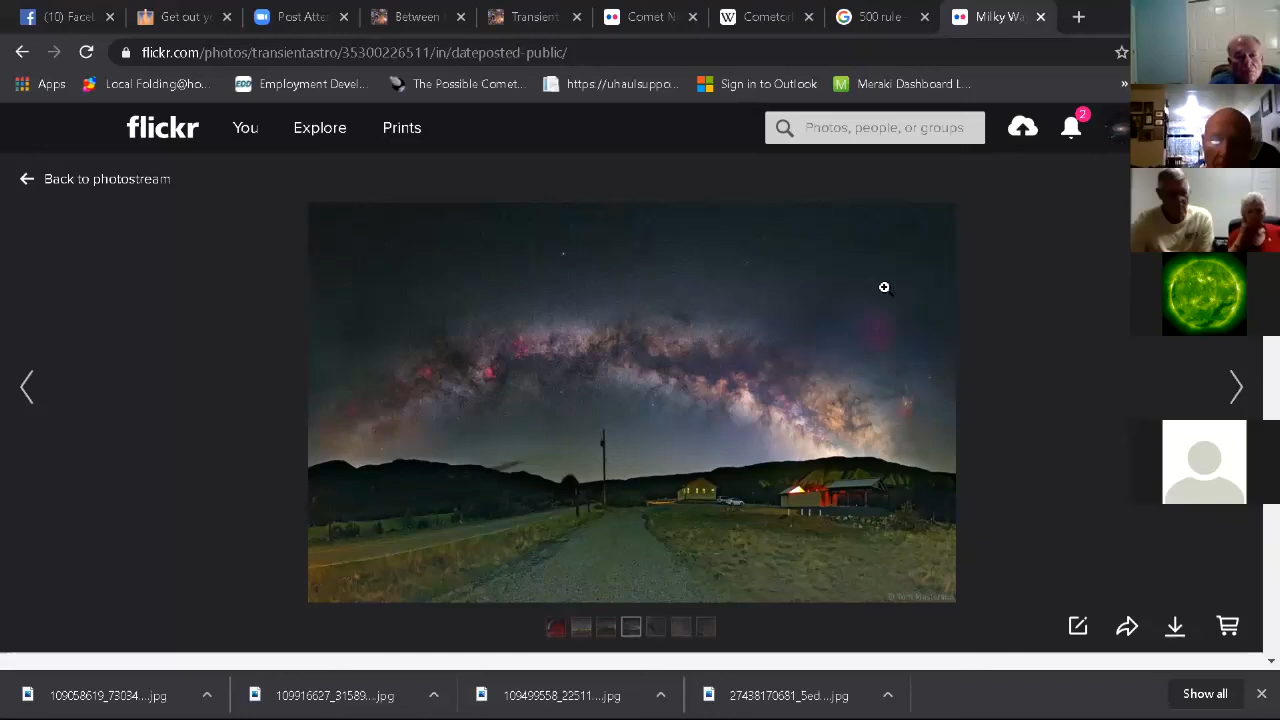 (10) Faceb
Get out y
Post Atte
Between
Transient
Comet N
Cometor
500 rule -
Milky Wa
flickr.com/photos/transientastro/35300226511/in/dateposted-public/
Apps
Local Folding@ho...
Employment Devel...
The Possible Comet...
https://uhaulsuppo...
Sign in to Outlook
Meraki Dashboard L...
»
flickr
You
Explore
Prints
Photos, people, or groups
2
Back to photostream
109058619_73034....jpg
109916627_31589....jpg
109499558_22511....jpg
27438170681_5ed....jpg
Show all